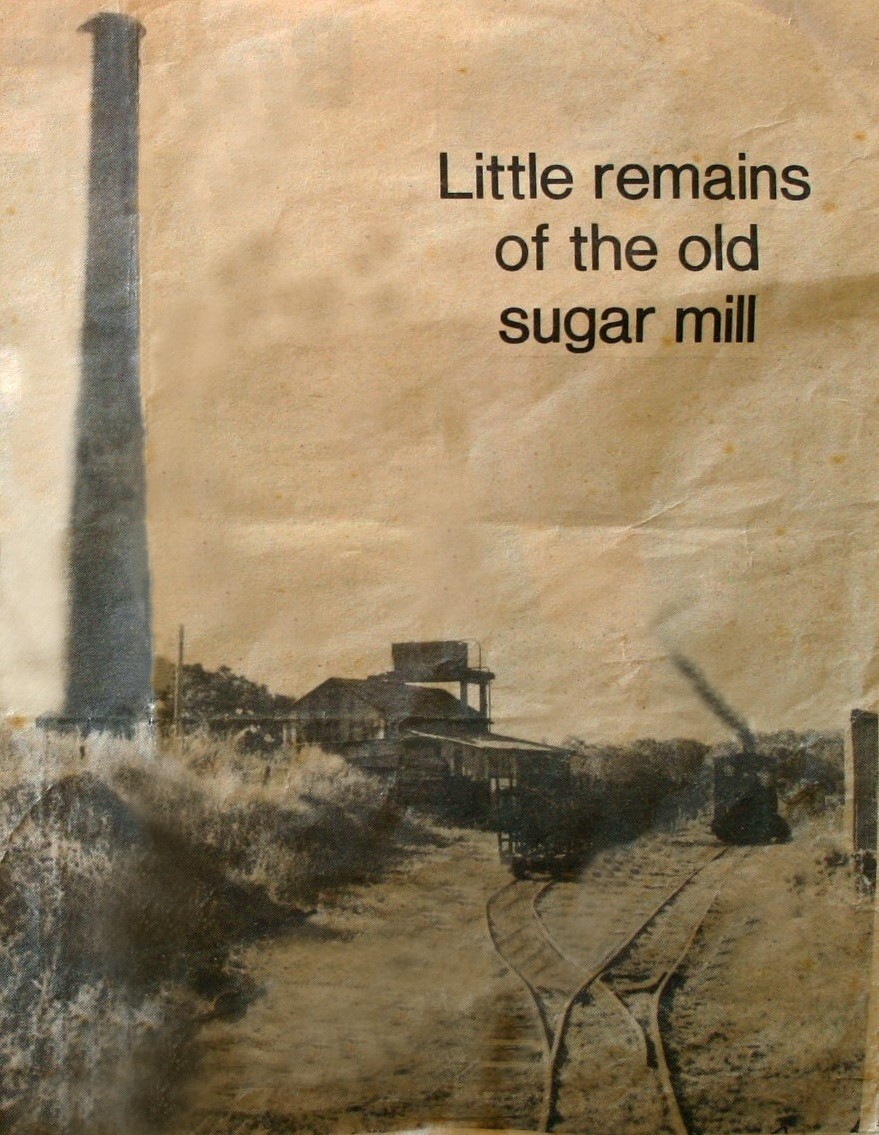 Little remains
of the old
sugar mill